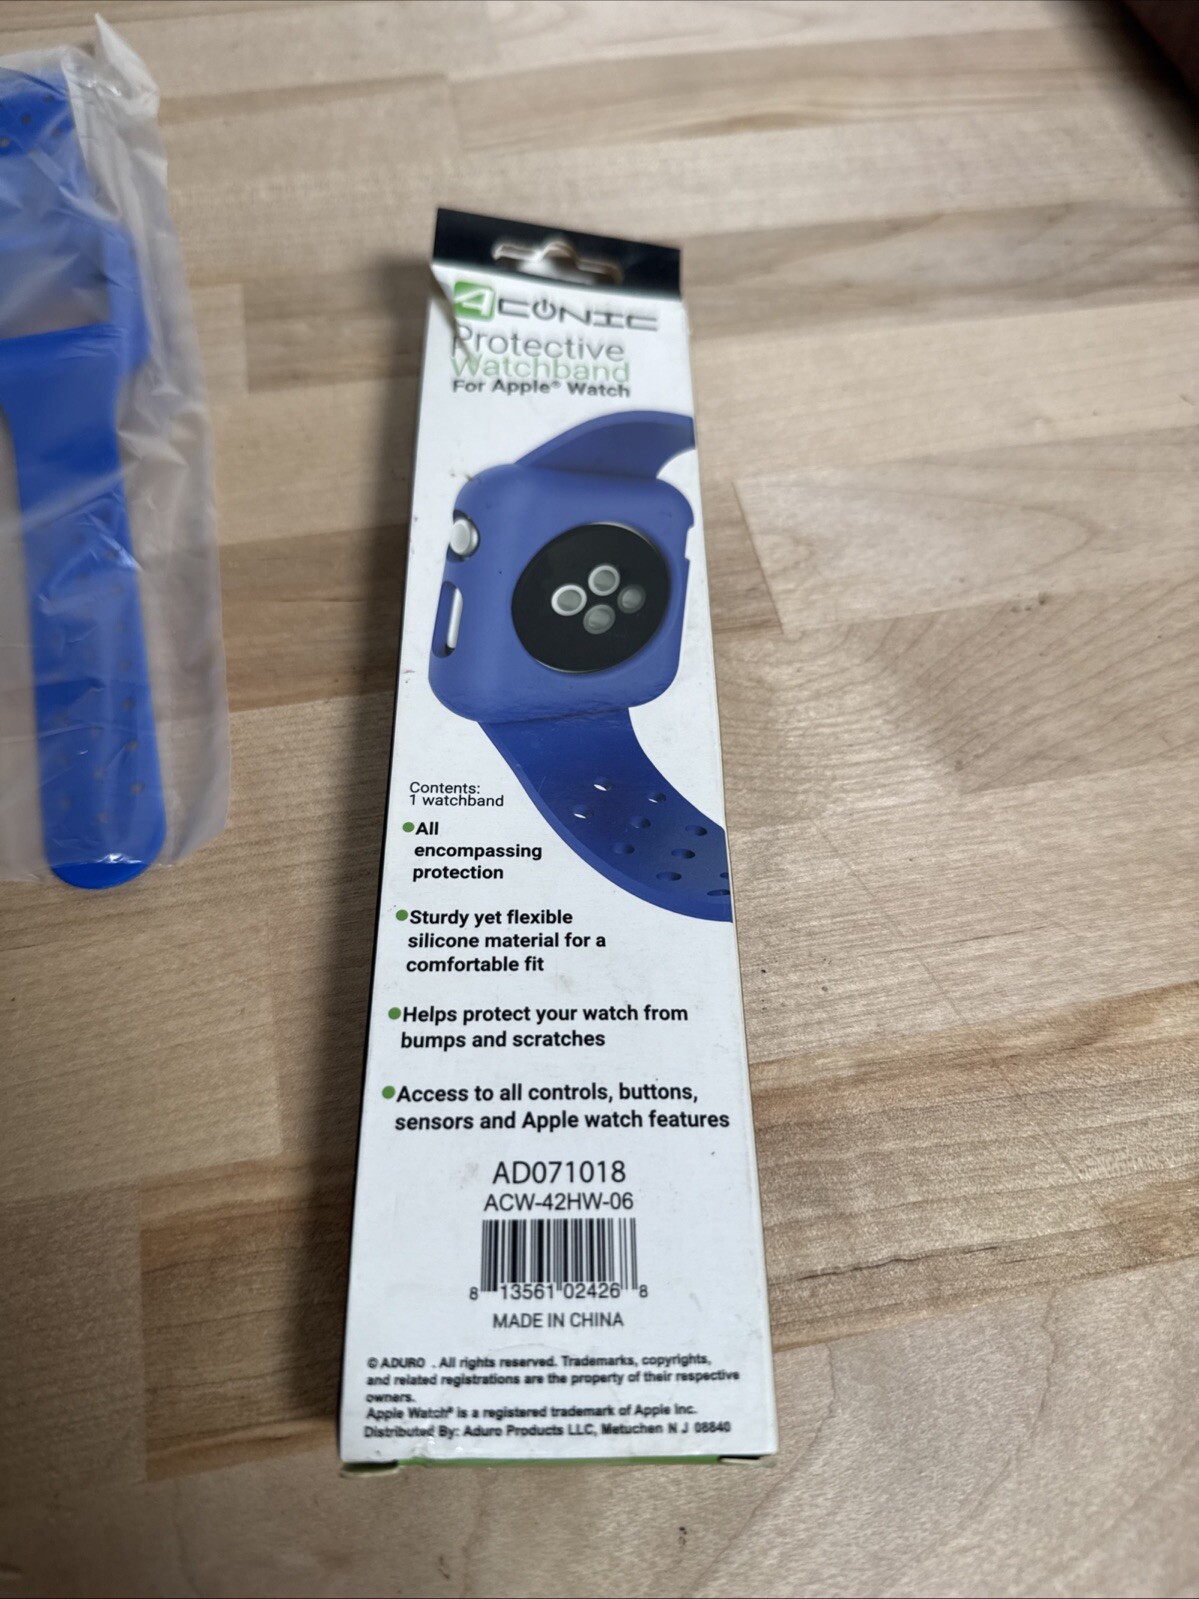 4CONIC
Protective
Watchband
For Apple® Watch
Contents:
1 watchband
All
encompassing
protection
Sturdy yet flexible
silicone material for a
comfortable fit
Helps protect your watch from
bumps and scratches
Access to all controls, buttons,
sensors and Apple watch features
AD071018
ACW-42HW-06
8 13561 02426 8
MADE IN CHINA
© ADURO . All rights reserved. Trademarks, copyrights,
and related registrations are the property of their respective
owners.
Apple Watch® is a registered trademark of Apple Inc.
Distributed By: Aduro Products LLC, Metuchen N J 08840